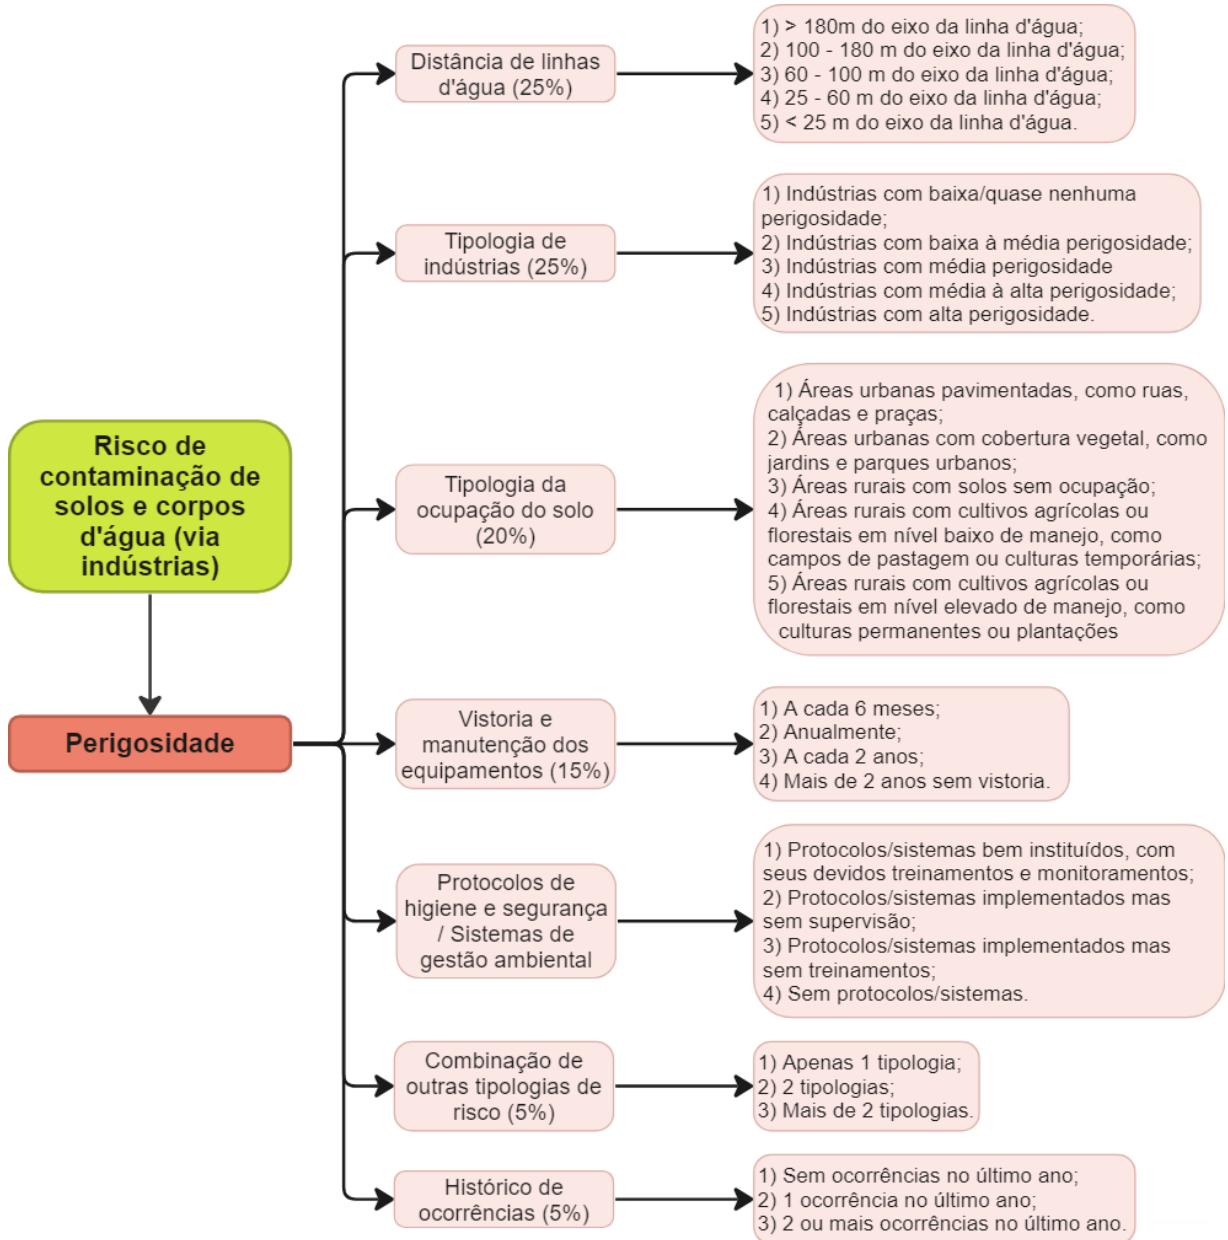 Risco de
contaminação de
solos e corpos
d'água (via
indústrias)
Perigosidade
Distância de linhas
d'água (25%)
1) > 180m do eixo da linha d'água;
2) 100 - 180 m do eixo da linha d'água;
3) 60 - 100 m do eixo da linha d'água;
4) 25 - 60 m do eixo da linha d'água;
5) < 25 m do eixo da linha d'água.
Tipologia de
indústrias (25%)
1) Indústrias com baixa/quase nenhuma
perigosidade;
2) Indústrias com baixa à média perigosidade;
3) Indústrias com média perigosidade
4) Indústrias com média à alta perigosidade;
5) Indústrias com alta perigosidade.
Tipologia da
ocupação do solo
(20%)
1) Áreas urbanas pavimentadas, como ruas,
calçadas e praças;
2) Áreas urbanas com cobertura vegetal, como
jardins e parques urbanos;
3) Áreas rurais com solos sem ocupação;
4) Áreas rurais com cultivos agrícolas ou
florestais em nível baixo de manejo, como
campos de pastagem ou culturas temporárias;
5) Áreas rurais com cultivos agrícolas ou
florestais em nível elevado de manejo, como
culturas permanentes ou plantações
Vistoria e
manutenção dos
equipamentos (15%)
1) A cada 6 meses;
2) Anualmente;
3) A cada 2 anos;
4) Mais de 2 anos sem vistoria.
Protocolos de
higiene e segurança
/ Sistemas de
gestão ambiental
1) Protocolos/sistemas bem instituídos, com
seus devidos treinamentos e monitoramentos;
2) Protocolos/sistemas implementados mas
sem supervisão;
3) Protocolos/sistemas implementados mas
sem treinamentos;
4) Sem protocolos/sistemas.
Combinação de
outras tipologias de
risco (5%)
1) Apenas 1 tipologia;
2) 2 tipologias;
3) Mais de 2 tipologias.
Histórico de
ocorrências (5%)
1) Sem ocorrências no último ano;
2) 1 ocorrência no último ano;
3) 2 ou mais ocorrências no último ano.